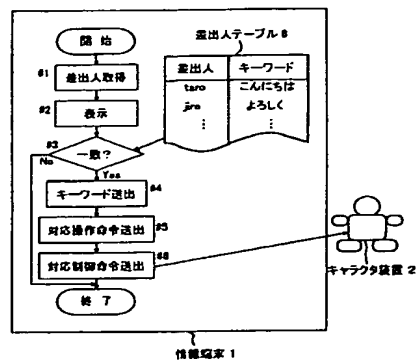 開始
差出人テーブル 8
#1 差出人取得
#2 表示
#3 一致?
No
Yes
キーワード送出 #4
対応操作命令送出 #5
対応制御命令送出 #6
終了
差出人 キーワード
taro こんにちは
jiro よろしく
⋮ ⋮
キャラクタ装置 2
情報端末 1